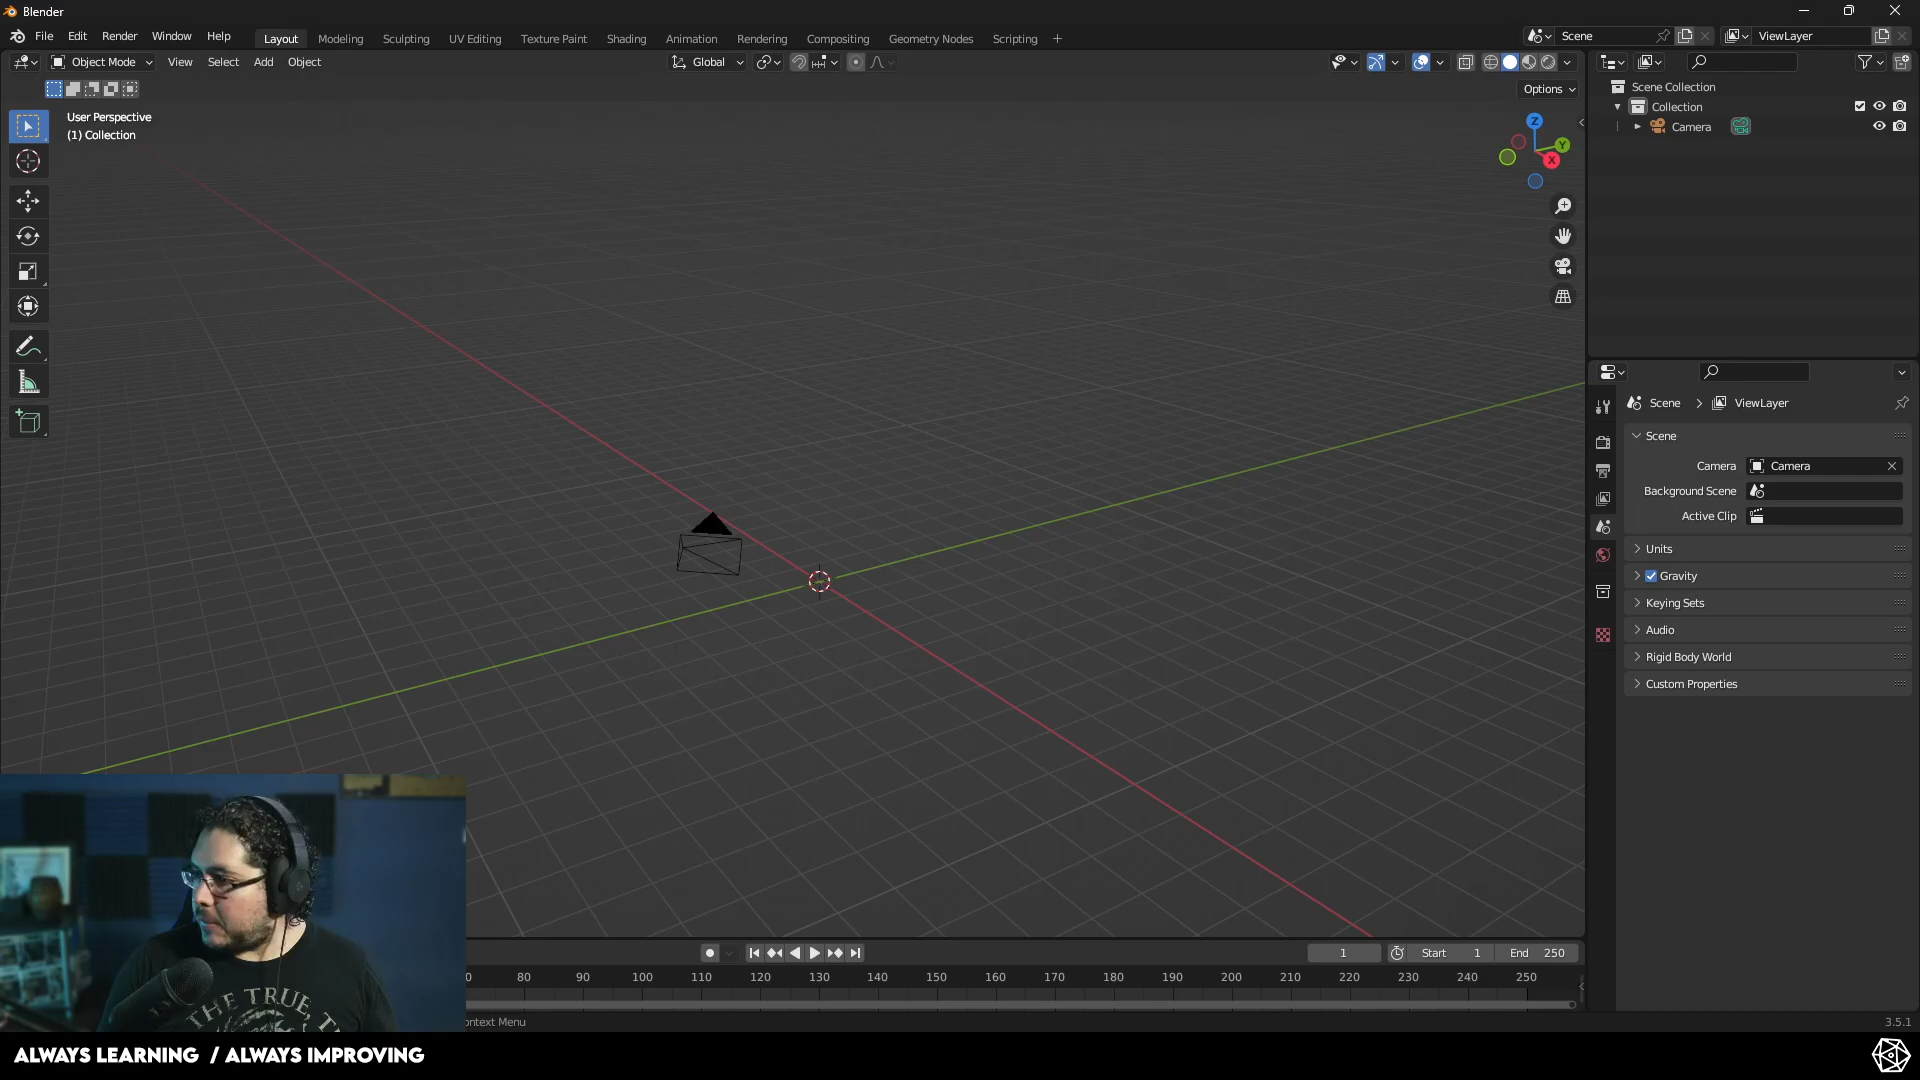 Blender
File Edit Render Window Help Layout Modeling Sculpting UV Editing Texture Paint Shading Animation Rendering Compositing Geometry Nodes Scripting + Scene ViewLayer
Object Mode View Select Add Object Global
Options
User Perspective
(1) Collection
Z
Y
X
Scene Collection
Collection
Camera
Scene > ViewLayer
Scene
Camera Camera
Background Scene
Active Clip
Units
Gravity
Keying Sets
Audio
Rigid Body World
Custom Properties
1 Start 1 End 250
0 80 90 100 110 120 130 140 150 160 170 180 190 200 210 220 230 240 250
ontext Menu
3.5.1
THE TRUE, T
ALWAYS LEARNING / ALWAYS IMPROVING